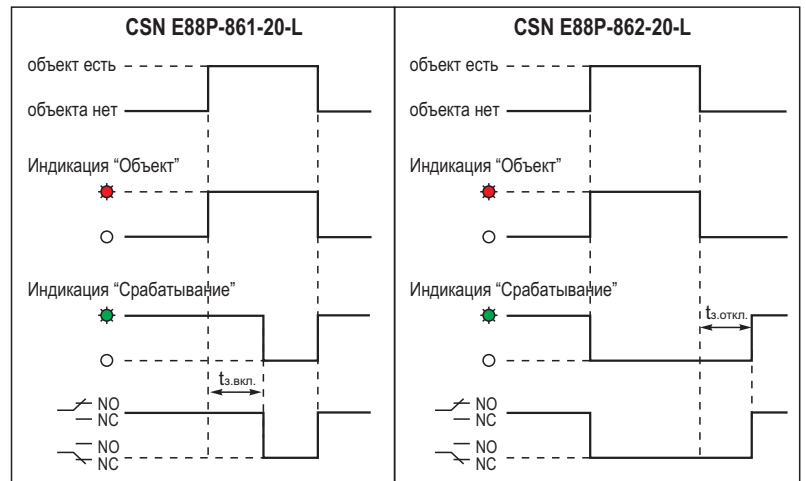 CSN E88P-861-20-L
объект есть
объекта нет
Индикация “Объект”
Индикация “Срабатывание”
tз.вкл.
NO
NC
NO
NC
CSN E88P-862-20-L
объект есть
объекта нет
Индикация “Объект”
Индикация “Срабатывание”
tз.откл.
NO
NC
NO
NC